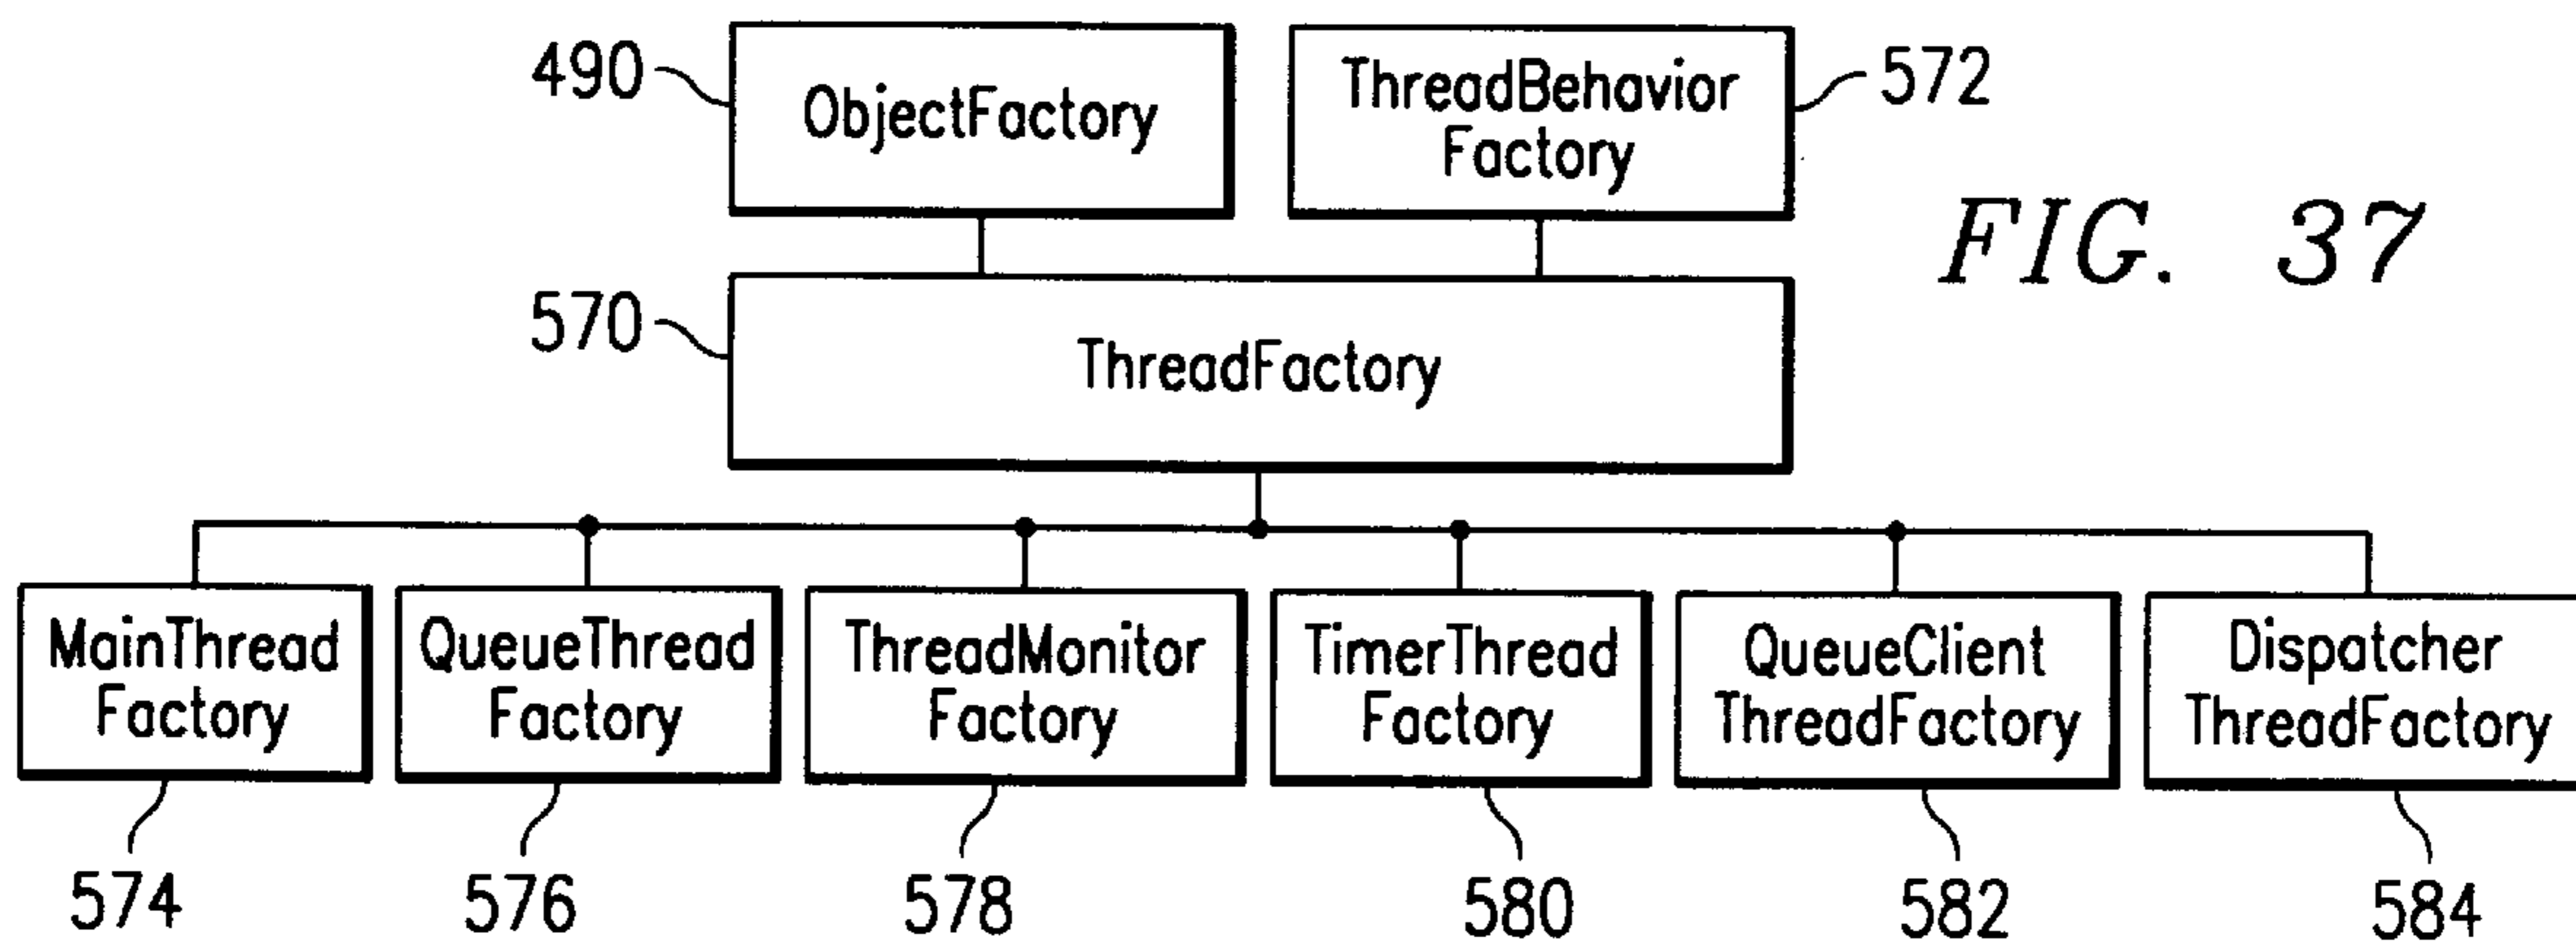 490
ObjectFactory
ThreadBehavior
Factory
572
FIG. 37
570
ThreadFactory
MainThread
Factory
QueueThread
Factory
ThreadMonitor
Factory
TimerThread
Factory
QueueClient
ThreadFactory
Dispatcher
ThreadFactory
574
576
578
580
582
584